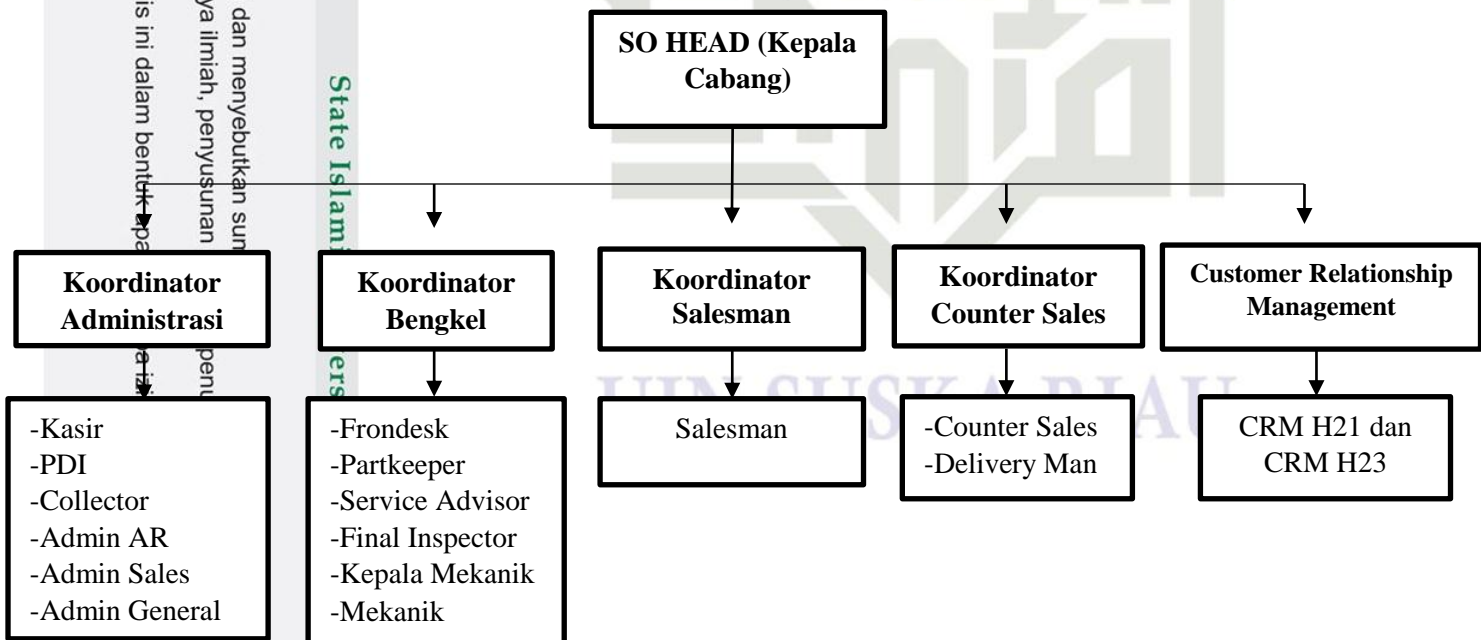 SO HEAD (Kepala
Cabang)
Koordinator
Administrasi
Koordinator
Bengkel
Koordinator
Salesman
Koordinator
Counter Sales
Customer Relationship
Management
-Kasir
-PDI
-Collector
-Admin AR
-Admin Sales
-Admin General
-Frondesk
-Partkeeper
-Service Advisor
-Final Inspector
-Kepala Mekanik
-Mekanik
Salesman
-Counter Sales
-Delivery Man
CRM H21 dan
CRM H23
State Islami
dan menyebutkan
ya ilmiah, penyusunan
is ini dalam bentuk
UIN SUSKA RIAU